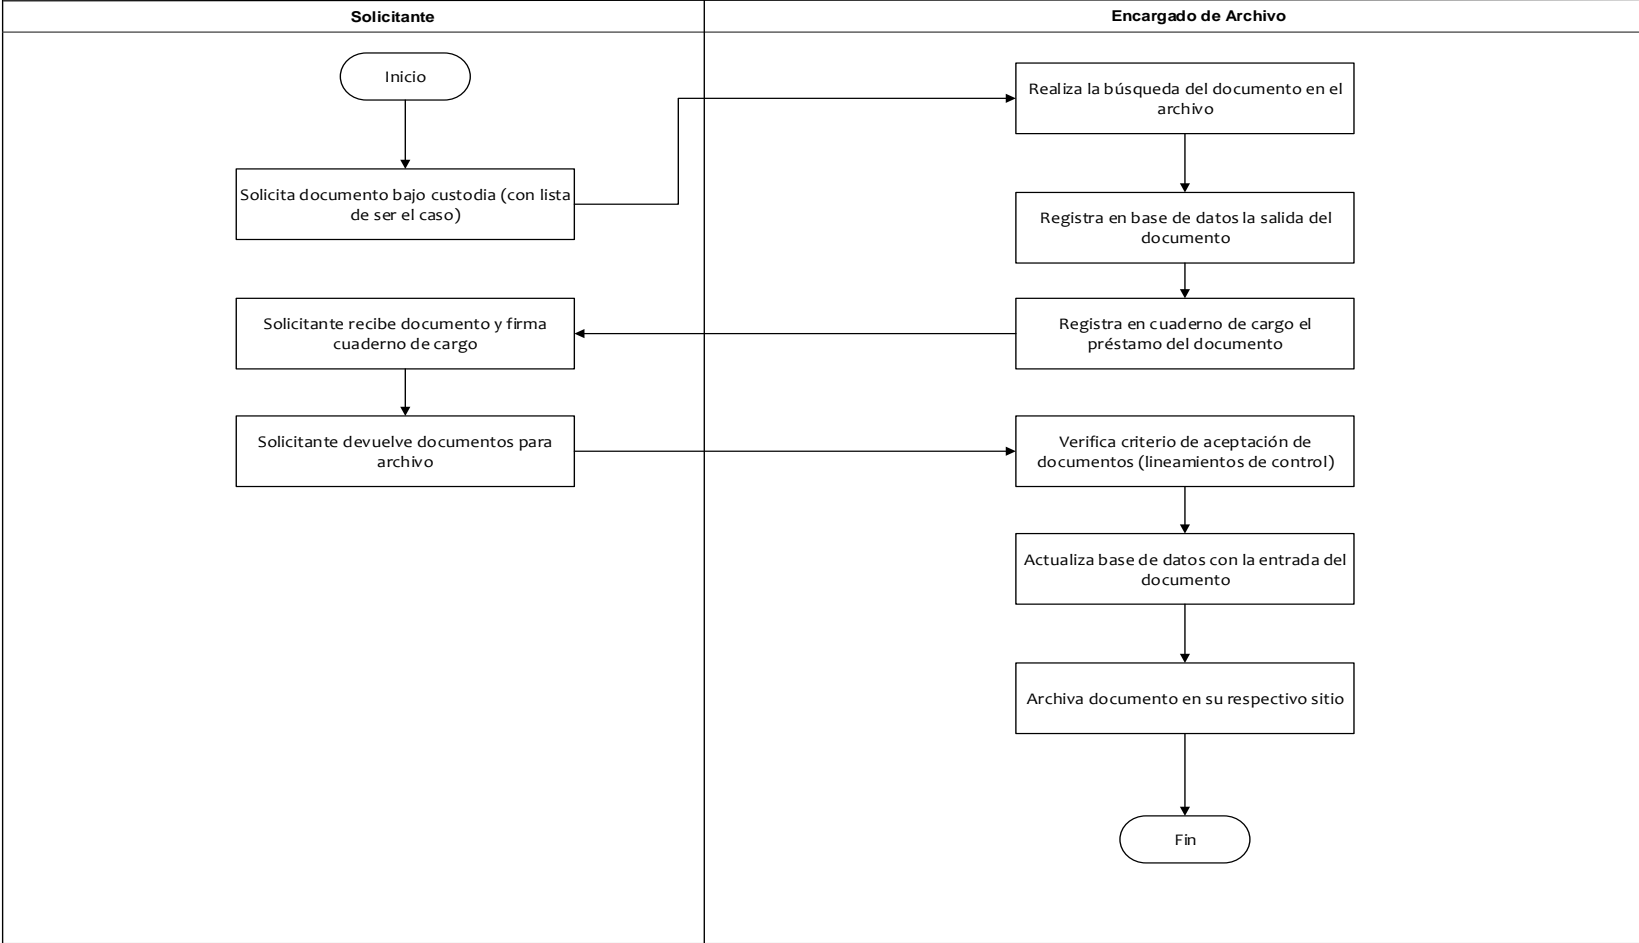 Solicitante
Encargado de Archivo
Inicio
Solicita documento bajo custodia (con lista
de ser el caso)
Realiza la búsqueda del documento en el
archivo
Registra en base de datos la salida del
documento
Registra en cuaderno de cargo el
préstamo del documento
Solicitante recibe documento y firma
cuaderno de cargo
Solicitante devuelve documentos para
archivo
Verifica criterio de aceptación de
documentos (lineamientos de control)
Actualiza base de datos con la entrada del
documento
Archiva documento en su respectivo sitio
Fin